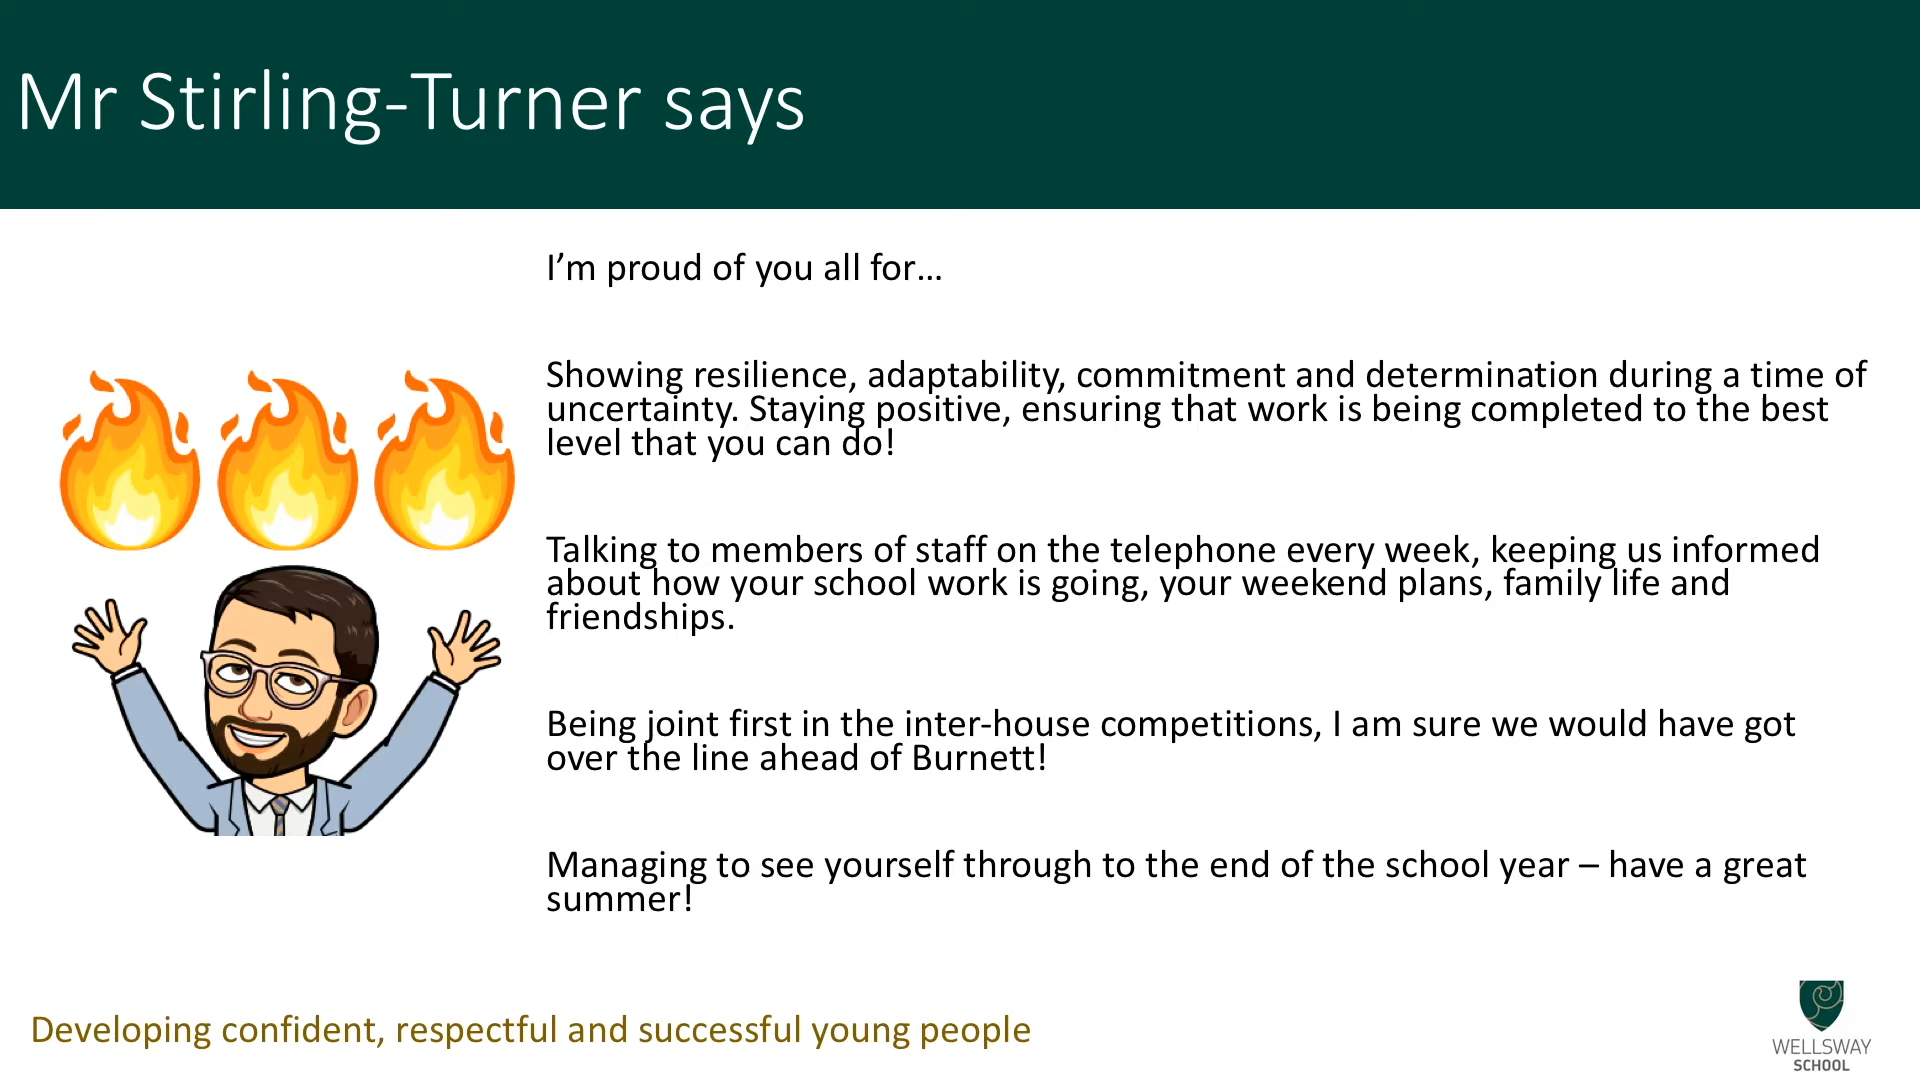 Mr Stirling-Turner says
I’m proud of you all for…
Showing resilience, adaptability, commitment and determination during a time of
uncertainty. Staying positive, ensuring that work is being completed to the best
level that you can do!
Talking to members of staff on the telephone every week, keeping us informed
about how your school work is going, your weekend plans, family life and
friendships.
Being joint first in the inter-house competitions, I am sure we would have got
over the line ahead of Burnett!
Managing to see yourself through to the end of the school year – have a great
summer!
Developing confident, respectful and successful young people
WELLSWAY
SCHOOL